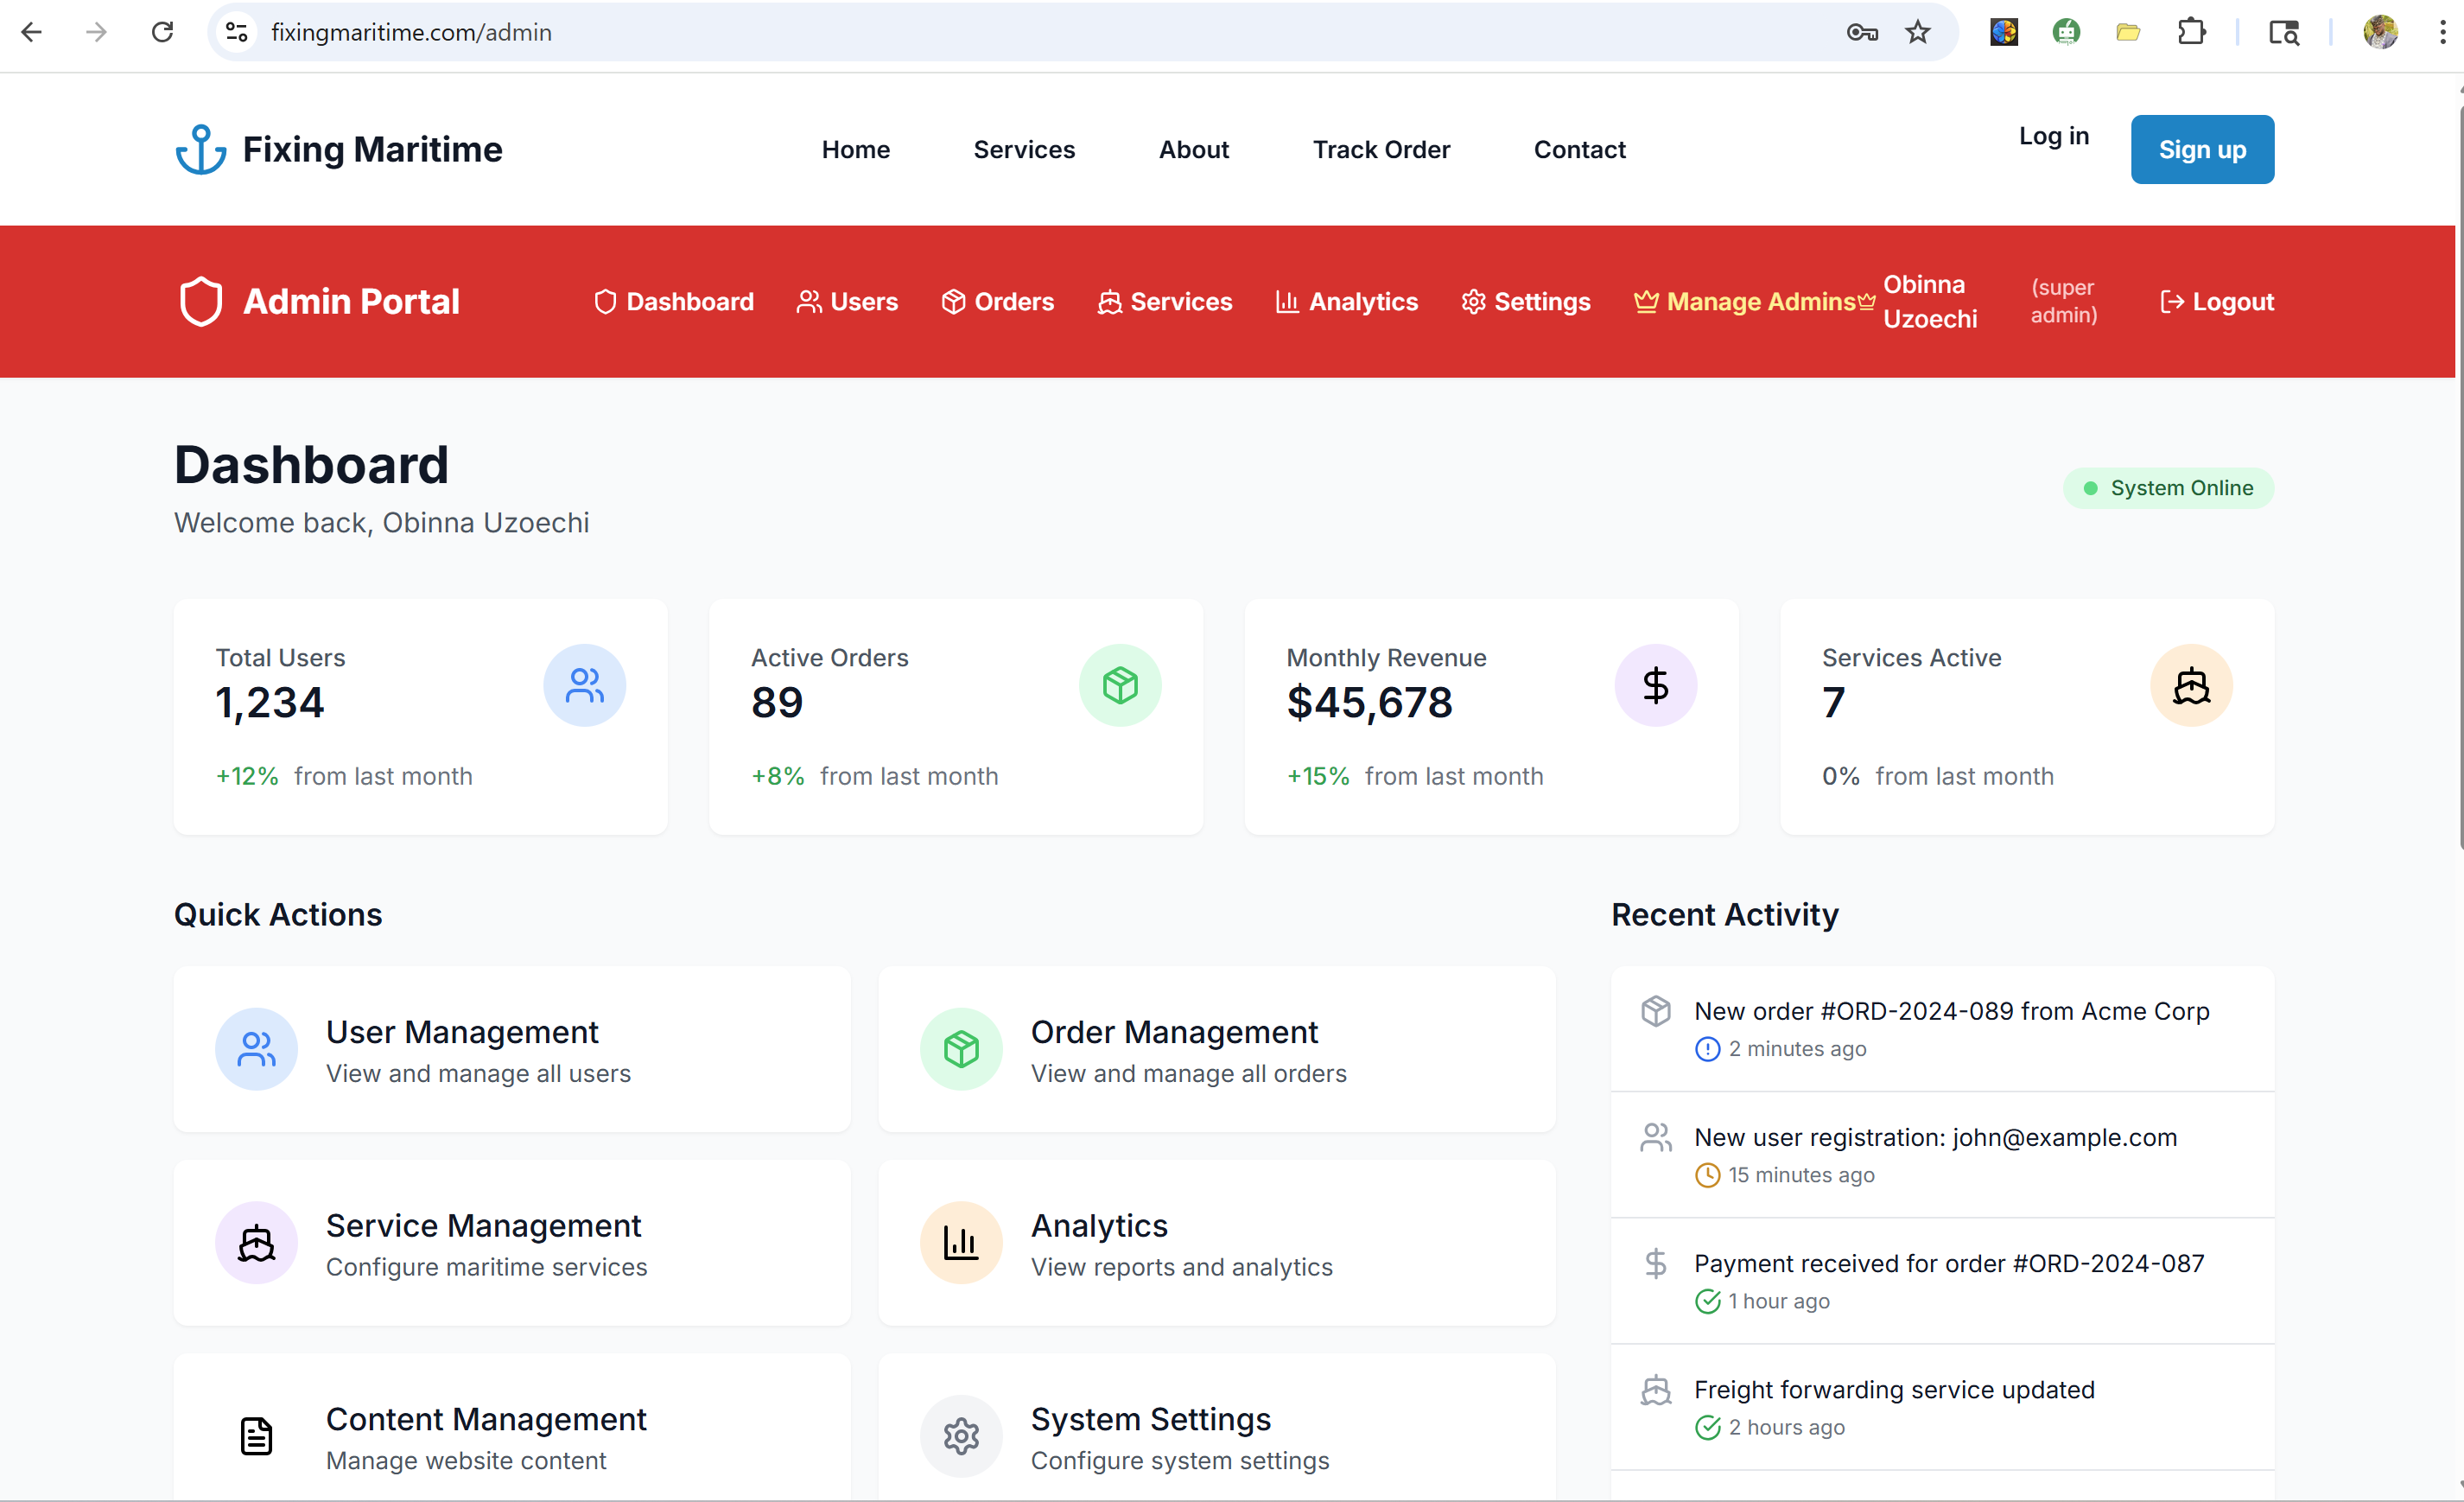 fixingmaritime.com/admin
Fixing Maritime
Home
Services
About
Track Order
Contact
Log in
Sign up
Admin Portal
Dashboard
Users
Orders
Services
Analytics
Settings
Manage Admins
Obinna
Uzoechi
(super
admin)
Logout
Dashboard
Welcome back, Obinna Uzoechi
System Online
Total Users
1,234
+12% from last month
Active Orders
89
+8% from last month
Monthly Revenue
$45,678
+15% from last month
Services Active
7
0% from last month
Quick Actions
User Management
View and manage all users
Order Management
View and manage all orders
Service Management
Configure maritime services
Analytics
View reports and analytics
Content Management
Manage website content
System Settings
Configure system settings
Recent Activity
New order #ORD-2024-089 from Acme Corp
2 minutes ago
New user registration: john@example.com
15 minutes ago
Payment received for order #ORD-2024-087
1 hour ago
Freight forwarding service updated
2 hours ago